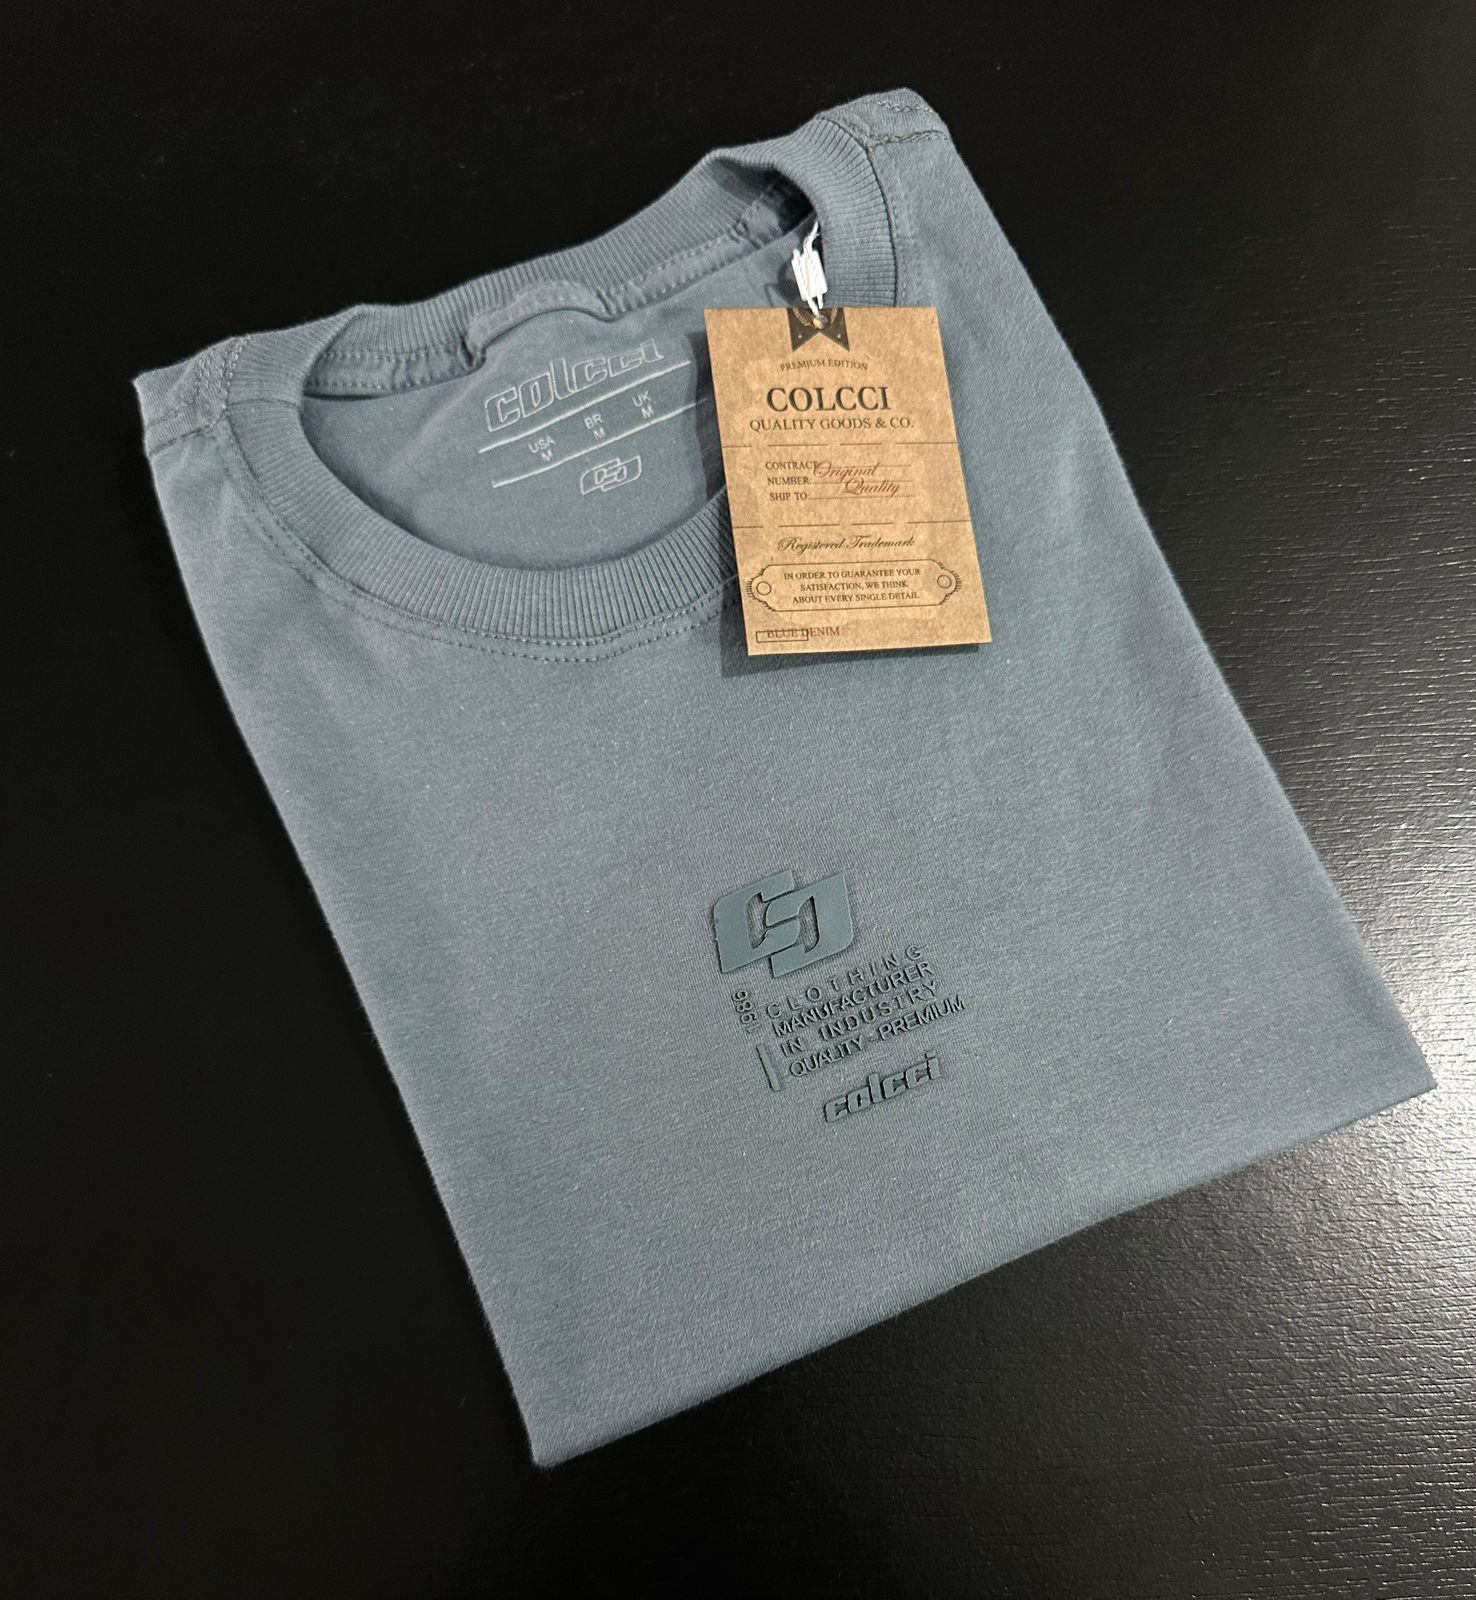 colcci
USA BR UK
M M M
PREMIUM EDITION
COLCCI
QUALITY GOODS & CO.
CONTRACT Original
NUMBER: Quality
SHIP TO:
Registered Trademark
IN ORDER TO GUARANTEE YOUR
SATISFACTION, WE THINK
ABOUT EVERY SINGLE DETAIL
BLUE DENIM
1986
CLOTHING
MANUFACTURER
IN INDUSTRY
QUALITY - PREMIUM
colcci